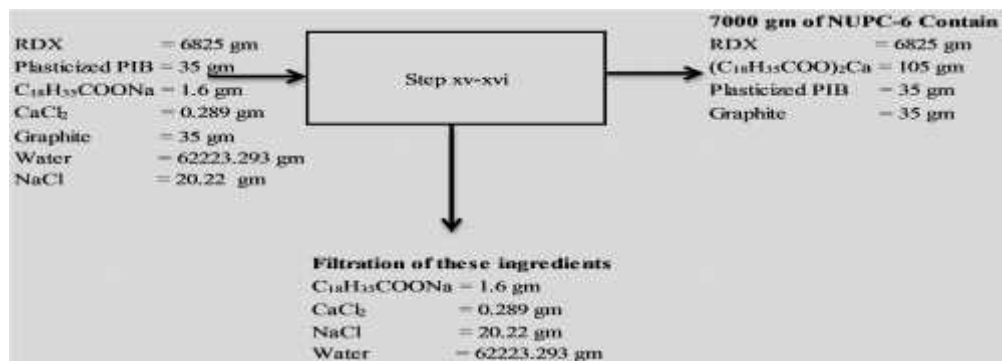 RDX = 6825 gm
Plasticized PIB = 35 gm
C₁₈H₃₅COONa = 1.6 gm
CaCl₂ = 0.289 gm
Graphite = 35 gm
Water = 62223.293 gm
NaCl = 20.22 gm
Step xv-xvi
7000 gm of NUPC-6 Contain
RDX = 6825 gm
(C₁₈H₃₅COO)₂Ca = 105 gm
Plasticized PIB = 35 gm
Graphite = 35 gm
Filtration of these ingredients
C₁₈H₃₅COONa = 1.6 gm
CaCl₂ = 0.289 gm
NaCl = 20.22 gm
Water = 62223.293 gm